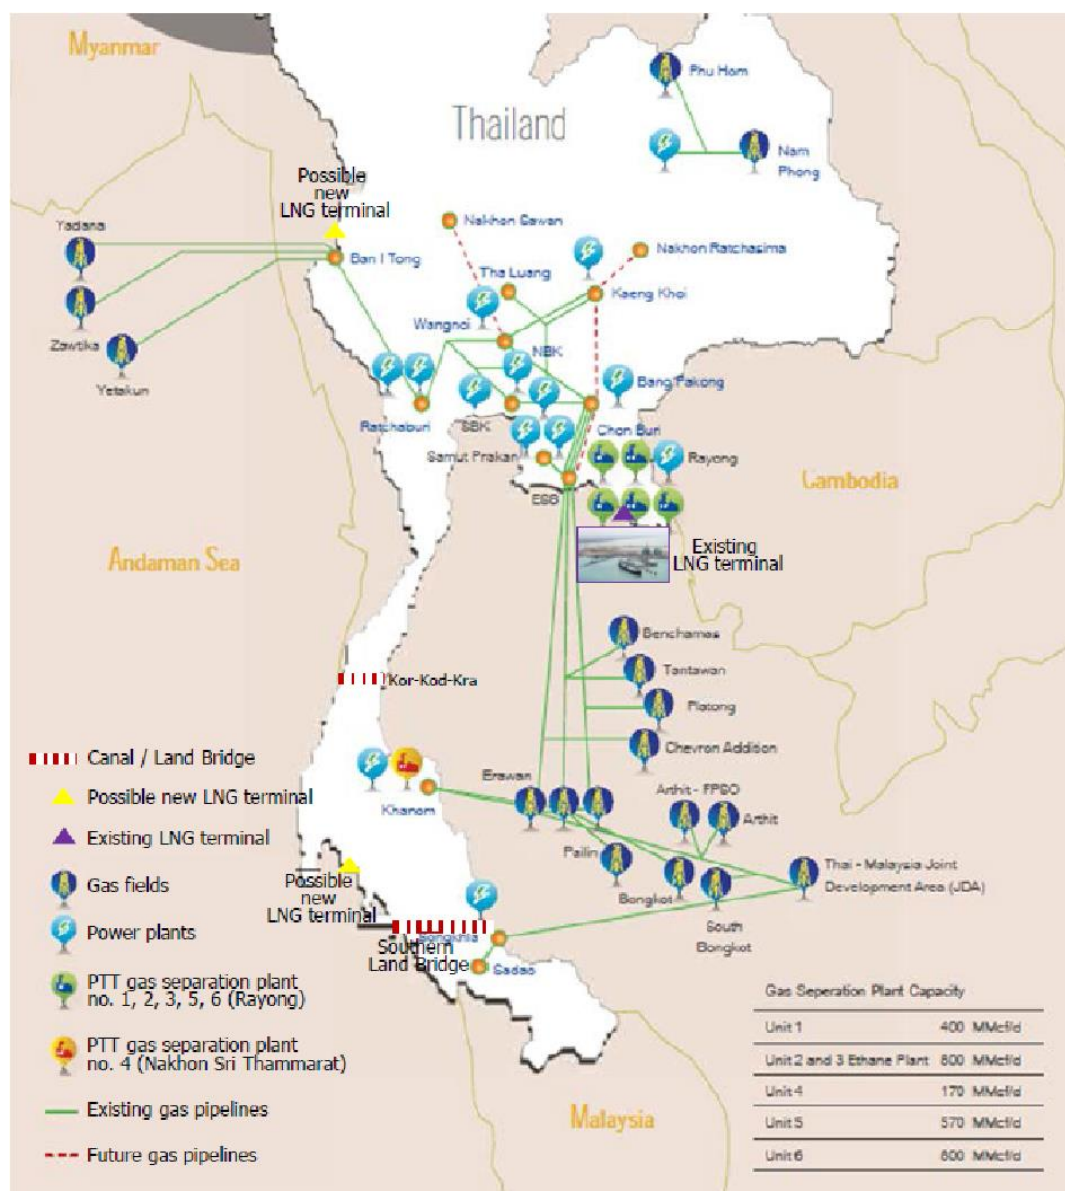 Myanmar
Phu Hom
Thailand
Nam
Phong
Possible
new
LNG terminal
Yadana
Nakhon Sawan
Nakhon Ratchasima
Ban I Tong
Tha Luang
Kaeng Khoi
Wangnoi
Zawtika
NBK
Yetakun
Bang Pakong
Ratchaburi
SBK
Chon Buri
Samut Prakan
Rayong
Cambodia
Existing
LNG terminal
Andaman Sea
Benchamas
Tantawan
Kor-Kod-Kra
Platong
Chevron Addition
Canal / Land Bridge
Possible new LNG terminal
Existing LNG terminal
Gas fields
Power plants
PTT gas separation plant
no. 1, 2, 3, 5, 6 (Rayong)
PTT gas separation plant
no. 4 (Nakhon Sri Thammarat)
Existing gas pipelines
Future gas pipelines
Erawan
Arthit - FPSO
Khanom
Arthit
Pailin
Thai - Malaysia Joint
Development Area (JDA)
Bongkot
South
Bongkot
Possible
new
LNG terminal
Songkhla
Southern
Land Bridge
Sadao
Malaysia
Gas Seperation Plant Capacity
Unit 1 400 MMcf/d
Unit 2 and 3 Ethane Plant 800 MMcf/d
Unit 4 170 MMcf/d
Unit 5 570 MMcf/d
Unit 6 800 MMcf/d